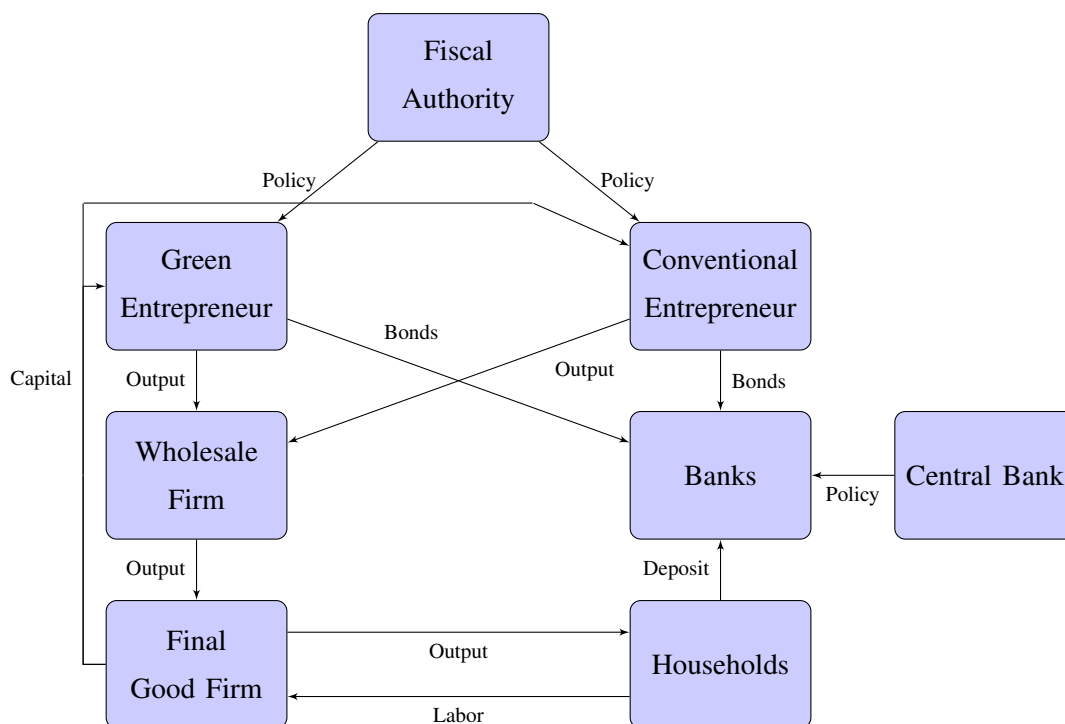 Fiscal
Authority
Policy
Policy
Green
Entrepreneur
Conventional
Entrepreneur
Bonds
Capital
Output
Output
Bonds
Wholesale
Firm
Banks
Central Bank
Policy
Output
Deposit
Final
Good Firm
Output
Households
Labor